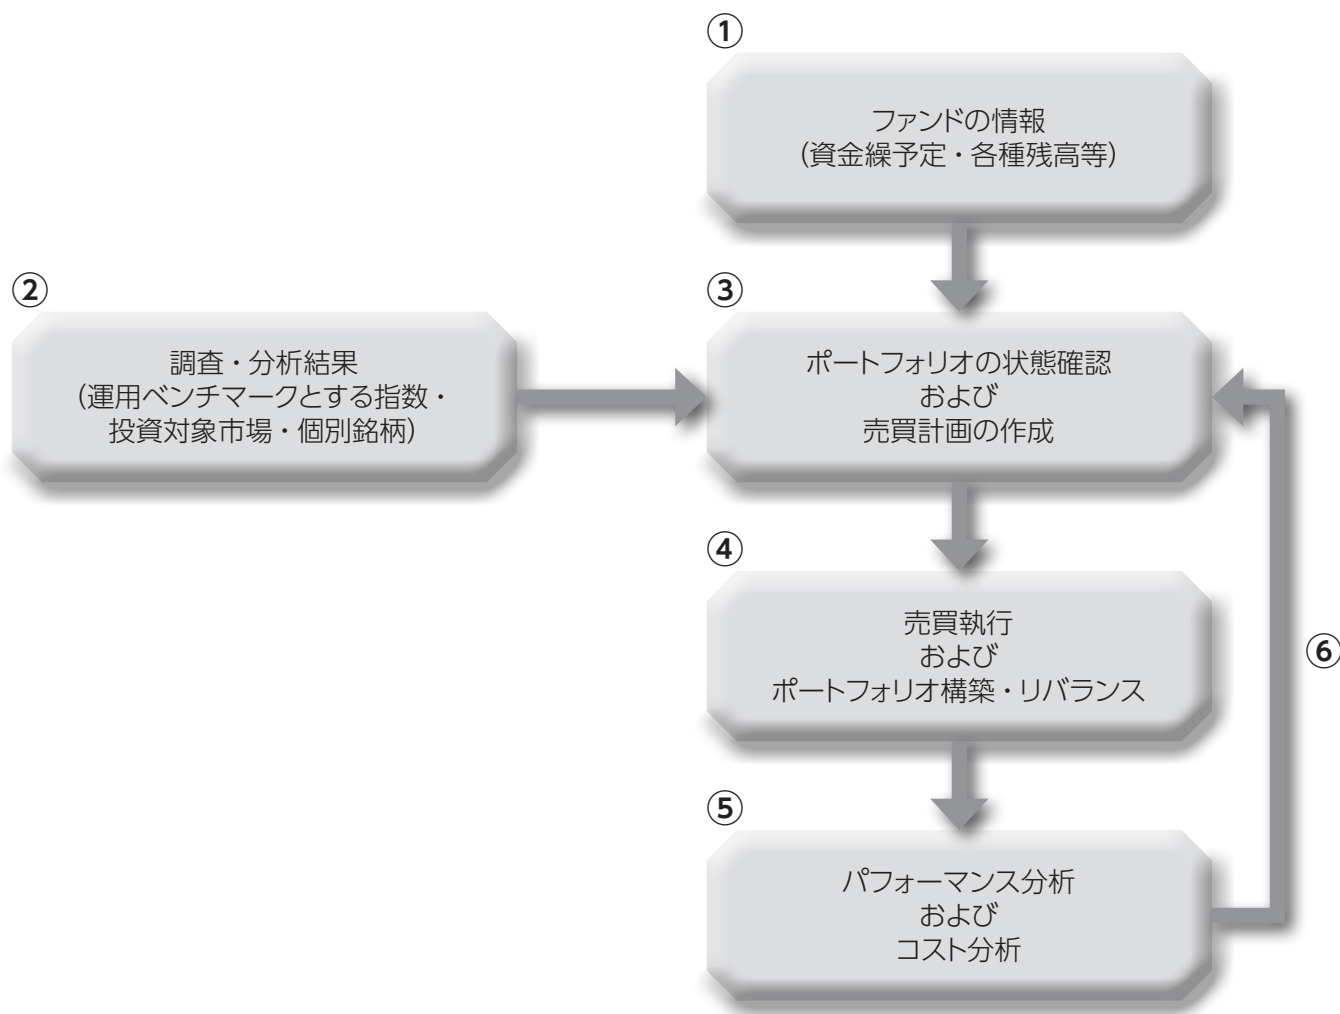 ①
ファンドの情報
(資金繰予定・各種残高等)
②
調査・分析結果
(運用ベンチマークとする指数・
投資対象市場・個別銘柄)
③
ポートフォリオの状態確認
および
売買計画の作成
④
売買執行
および
ポートフォリオ構築・リバランス
⑤
パフォーマンス分析
および
コスト分析
⑥